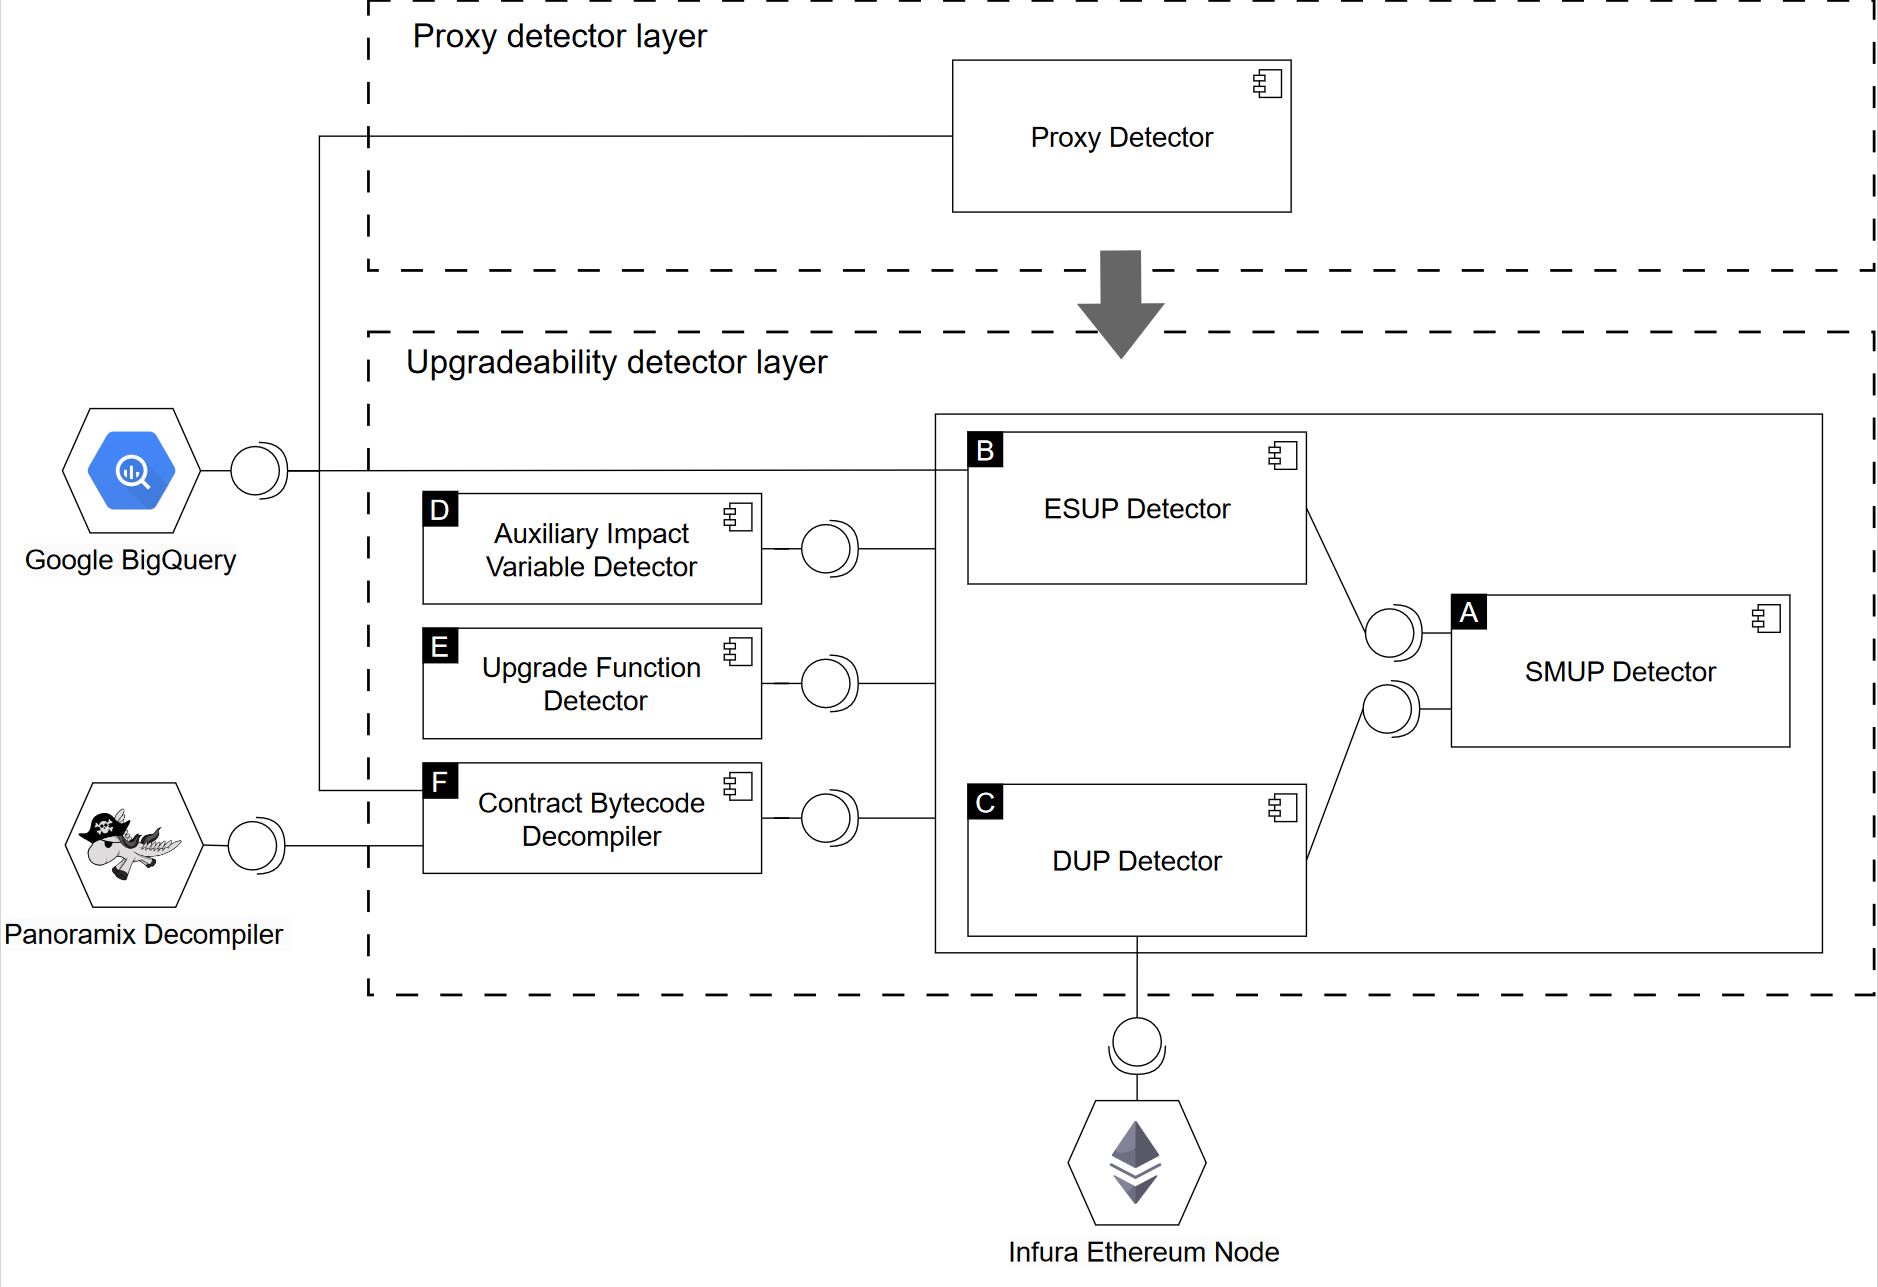 Proxy detector layer
Proxy Detector
Upgradeability detector layer
B
ESUP Detector
D
Auxiliary Impact
Variable Detector
Google BigQuery
A
SMUP Detector
E
Upgrade Function
Detector
F
Contract Bytecode
Decompiler
C
DUP Detector
Panoramix Decompiler
Infura Ethereum Node